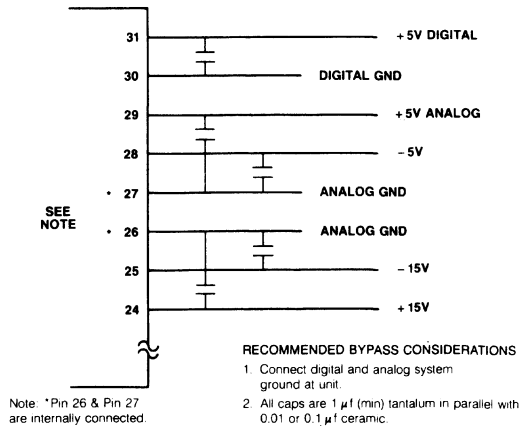 31 + 5V DIGITAL
30 DIGITAL GND
29 + 5V ANALOG
28 – 5V
* 27 ANALOG GND
SEE
NOTE
* 26 ANALOG GND
25 – 15V
24 + 15V
RECOMMENDED BYPASS CONSIDERATIONS
1. Connect digital and analog system
ground at unit.
2. All caps are 1 µf (min) tantalum in parallel with
0.01 or 0.1 µf ceramic.
Note: *Pin 26 & Pin 27
are internally connected.